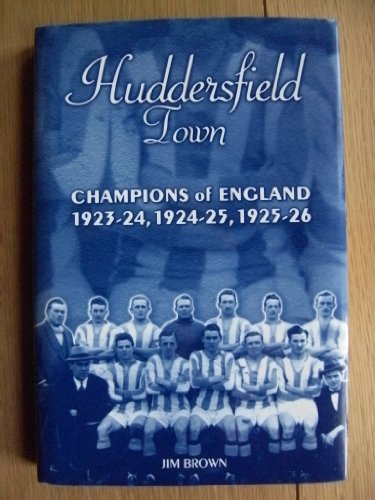 Huddersfield
Town
CHAMPIONS of ENGLAND
1923-24, 1924-25, 1925-26
JIM BROWN